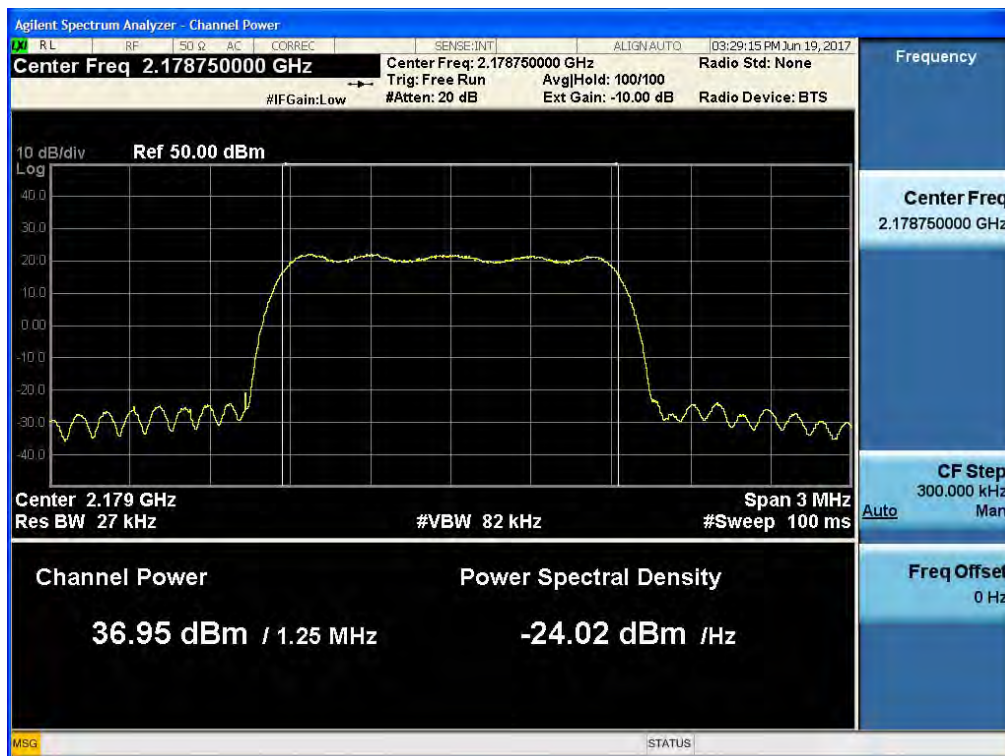 Agilent Spectrum Analyzer - Channel Power
LXI RL RF 50 Ω AC CORREC SENSE:INT ALIGNAUTO 03:29:15 PM Jun 19, 2017
Center Freq 2.178750000 GHz
Center Freq: 2.178750000 GHz Radio Std: None
Trig: Free Run Avg|Hold: 100/100
#IFGain:Low #Atten: 20 dB Ext Gain: -10.00 dB Radio Device: BTS
10 dB/div Ref 50.00 dBm
Log
40.0
30.0
20.0
10.0
0.00
-10.0
-20.0
-30.0
-40.0
Center 2.179 GHz Span 3 MHz
Res BW 27 kHz #VBW 82 kHz #Sweep 100 ms
Channel Power Power Spectral Density
36.95 dBm / 1.25 MHz -24.02 dBm /Hz
MSG STATUS
Frequency
Center Freq
2.178750000 GHz
CF Step
300.000 kHz
Auto Man
Freq Offset
0 Hz